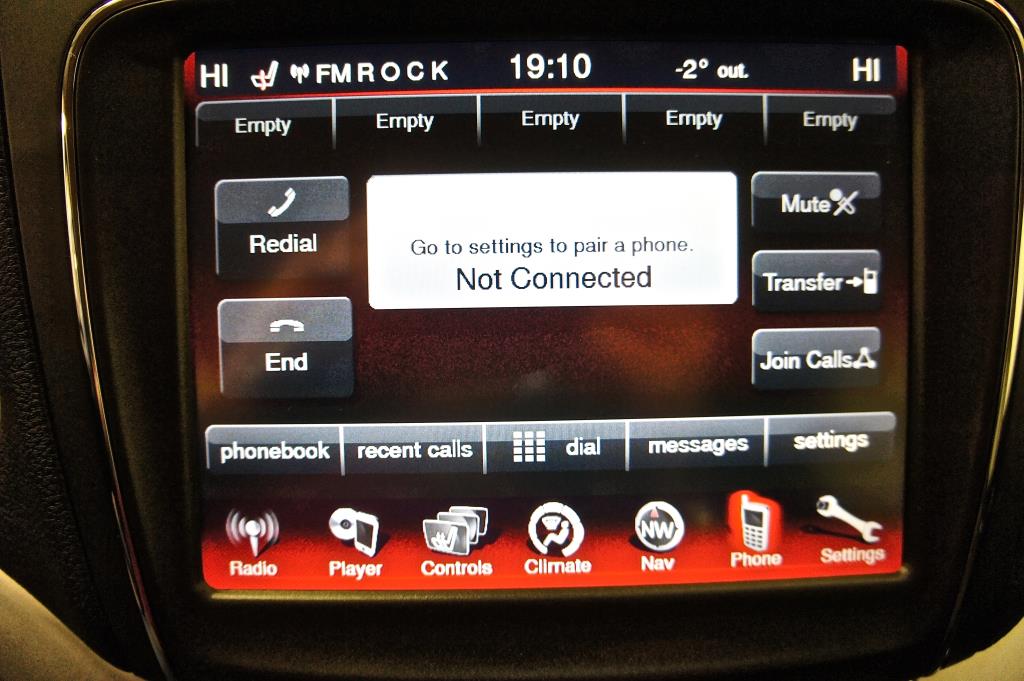 HI FM ROCK 19:10 -2° out. HI
Empty Empty Empty Empty Empty
Redial
Go to settings to pair a phone.
Not Connected
Mute
Transfer
End
Join Calls
phonebook recent calls dial messages settings
NW
Radio Player Controls Climate Nav Phone Settings